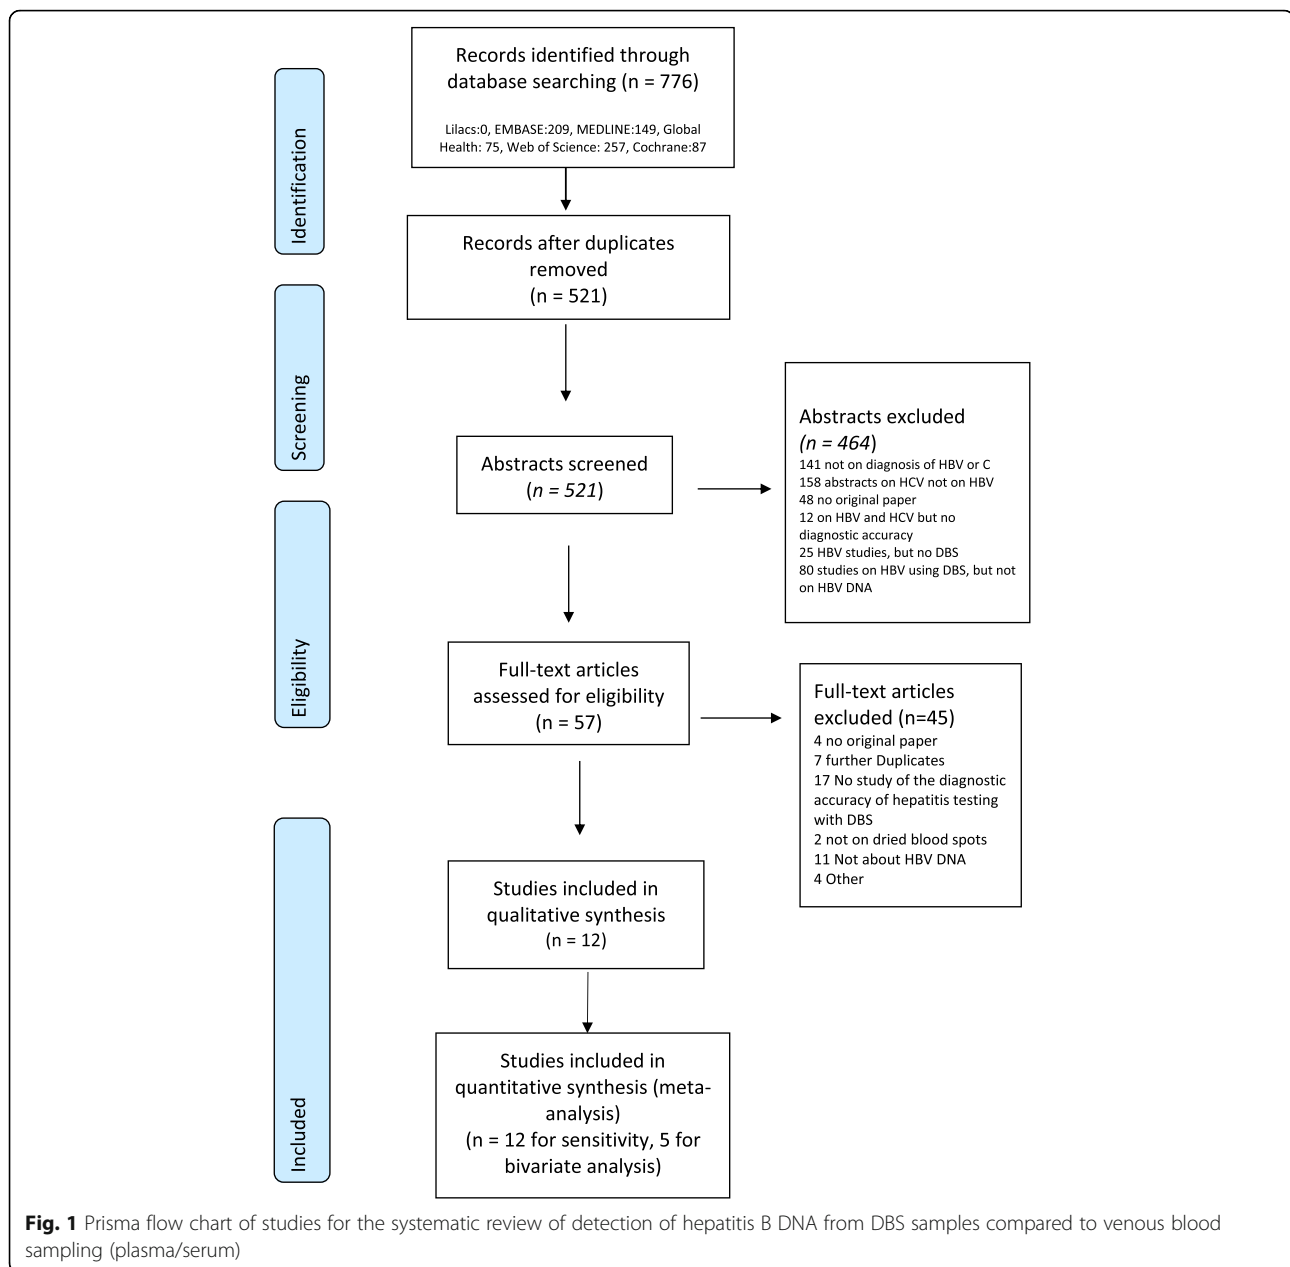 Records identified through
database searching (n = 776)
Lilacs:0, EMBASE:209, MEDLINE:149, Global
Health: 75, Web of Science: 257, Cochrane:87
Identification
Records after duplicates
removed
(n = 521)
Screening
Abstracts screened
(n = 521)
Abstracts excluded
(n = 464)
141 not on diagnosis of HBV or C
158 abstracts on HCV not on HBV
48 no original paper
12 on HBV and HCV but no
diagnostic accuracy
25 HBV studies, but no DBS
80 studies on HBV using DBS, but not
on HBV DNA
Eligibility
Full-text articles
assessed for eligibility
(n = 57)
Full-text articles
excluded (n=45)
4 no original paper
7 further Duplicates
17 No study of the diagnostic
accuracy of hepatitis testing
with DBS
2 not on dried blood spots
11 Not about HBV DNA
4 Other
Included
Studies included in
qualitative synthesis
(n = 12)
Studies included in
quantitative synthesis (meta-
analysis)
(n = 12 for sensitivity, 5 for
bivariate analysis)
Fig. 1 Prisma flow chart of studies for the systematic review of detection of hepatitis B DNA from DBS samples compared to venous blood
sampling (plasma/serum)